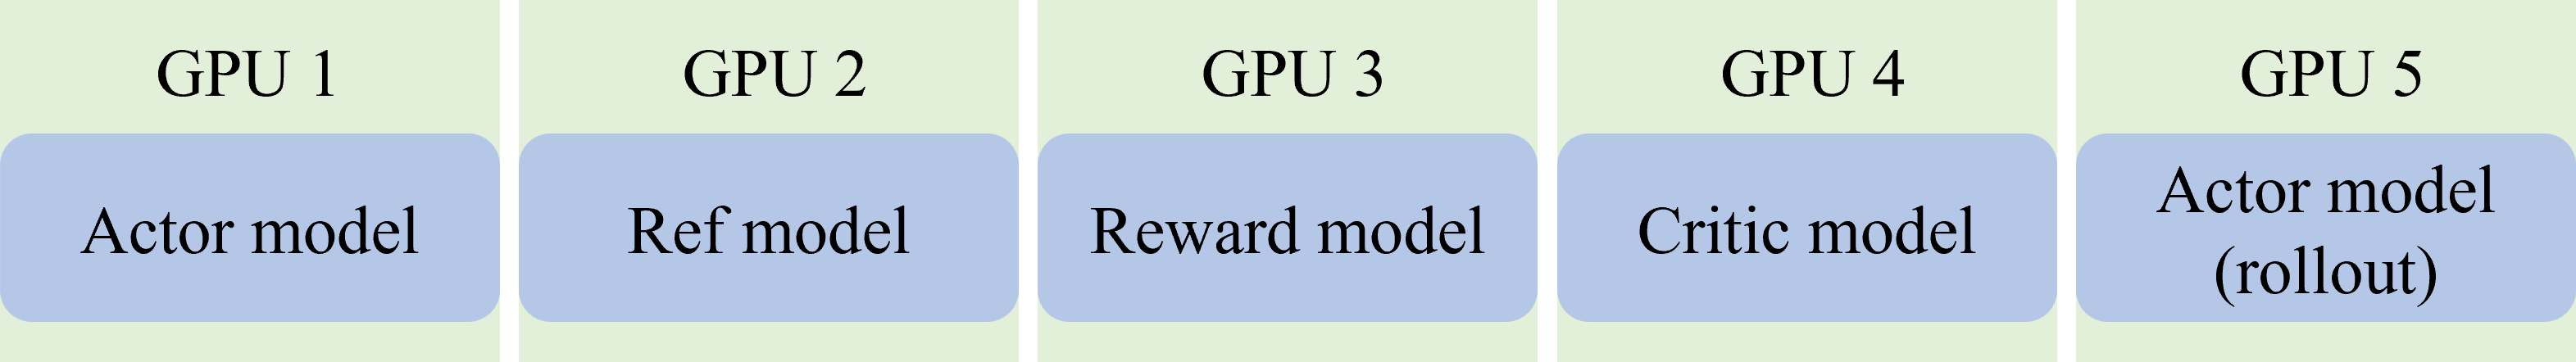 GPU 1
Actor model
GPU 2
Ref model
GPU 3
Reward model
GPU 4
Critic model
GPU 5
Actor model
(rollout)